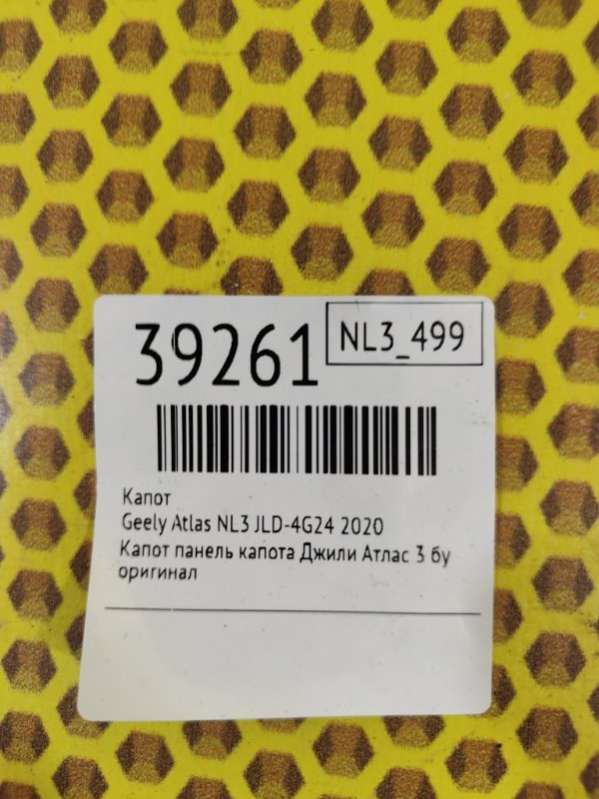 39261
NL3_499
Капот
Geely Atlas NL3 JLD-4G24 2020
Капот панель капота Джили Атлас 3 бу
оригинал